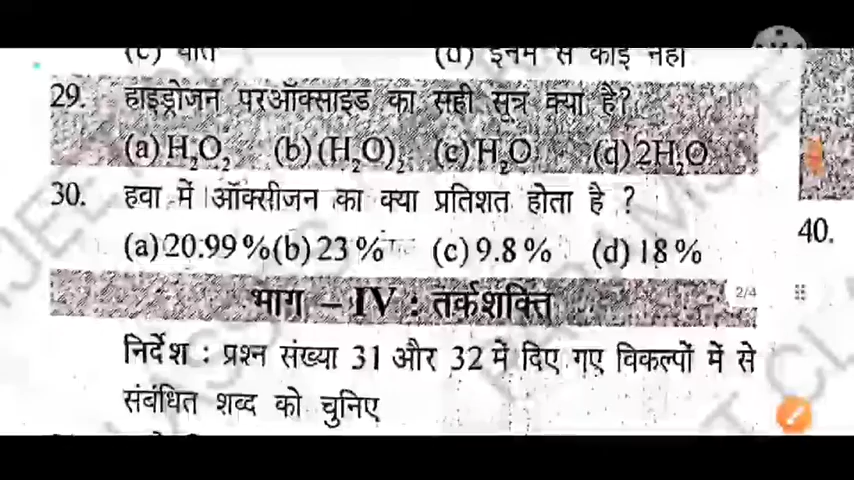 (c) धातु (d) इनमें से कोई नहीं
29. हाइड्रोजन परऑक्साइड का सही सूत्र क्या है?
(a) H₂O₂ (b) (H₂O)₂ (c) H₂O (d) 2H₂O
30. हवा में ऑक्सीजन का क्या प्रतिशत होता है ?
(a) 20.99 % (b) 23 % (c) 9.8 % (d) 18 %
40.
भाग – IV : तर्कशक्ति
2/4
निर्देश : प्रश्न संख्या 31 और 32 में दिए गए विकल्पों में से
संबंधित शब्द को चुनिए